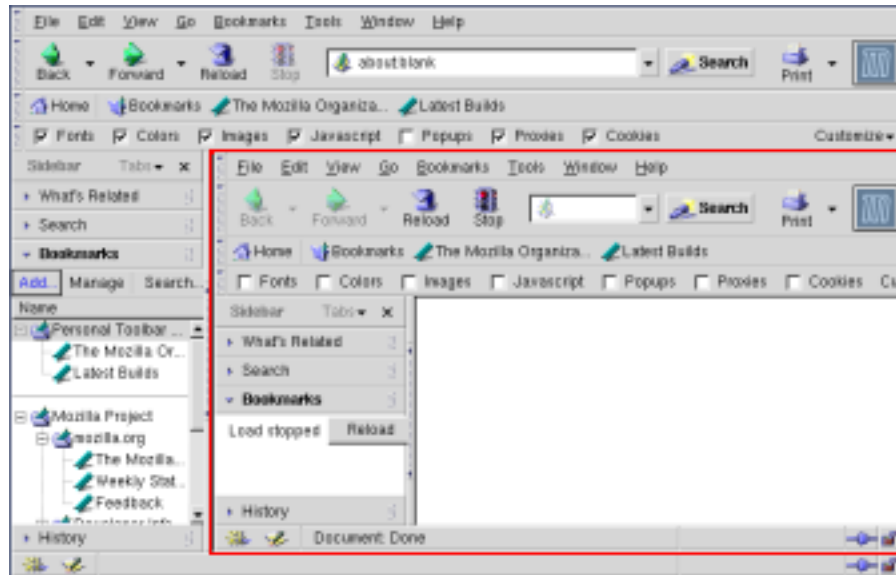 File Edit View Go Bookmarks Tools Window Help
Back Forward Reload Stop about:blank Search Print
Home Bookmarks The Mozilla Organiza... Latest Builds
Fonts Colors Images Javascript Popups Proxies Cookies Customize
Sidebar Tabs
What's Related
Search
Bookmarks
Add... Manage Search...
Name
Personal Toolbar ...
The Mozilla Or...
Latest Builds
Mozilla Project
mozilla.org
The Mozilla...
Weekly Stat...
Feedback
Developer Info
History
File Edit View Go Bookmarks Tools Window Help
Back Forward Reload Stop Search Print
Home Bookmarks The Mozilla Organiza... Latest Builds
Fonts Colors Images Javascript Popups Proxies Cookies Cu
Sidebar Tabs
What's Related
Search
Bookmarks
Load stopped Reload
History
Document: Done